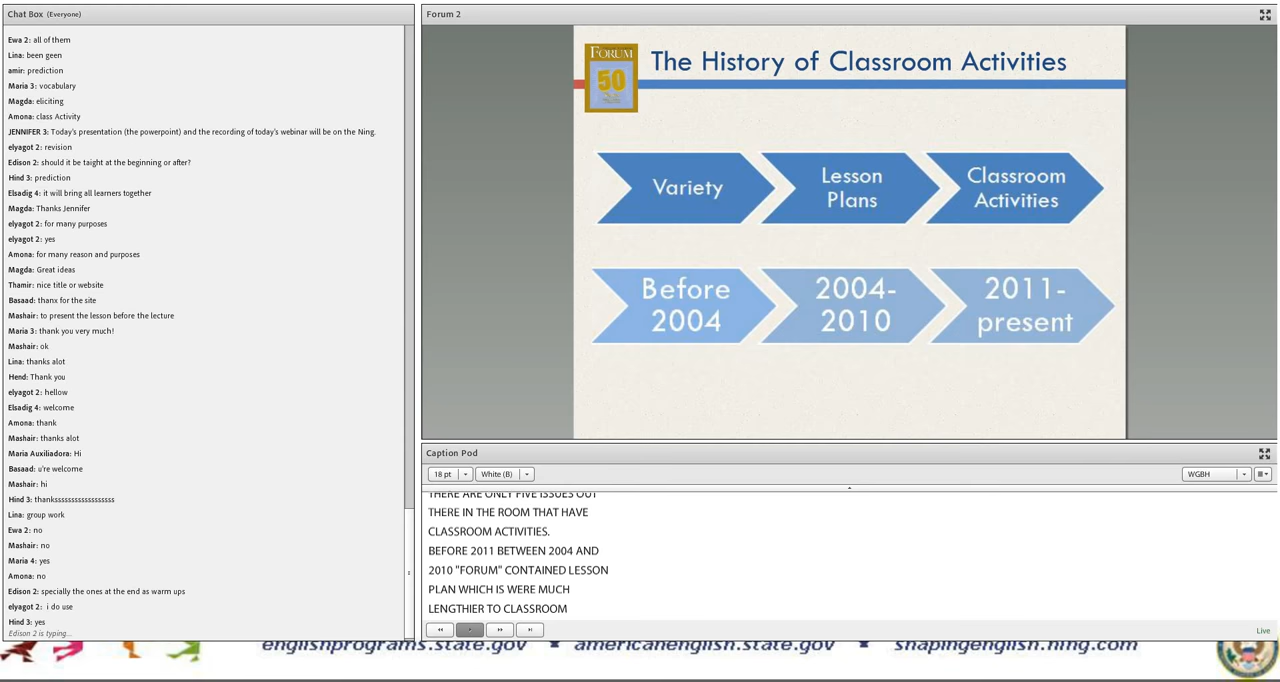 Chat Box (Everyone)
Ewa 2: all of them
Lina: been geen
amir: prediction
Maria 3: vocabulary
Magda: eliciting
Amona: class Activity
JENNIFER 3: Today's presentation (the powerpoint) and the recording of today's webinar will be on the Ning.
elyagot 2: revision
Edison 2: should it be taight at the beginning or after?
Hind 3: prediction
Elsadig 4: it will bring all learners together
Magda: Thanks Jennifer
elyagot 2: for many purposes
elyagot 2: yes
Amona: for many reason and purposes
Magda: Great ideas
Thamir: nice title or website
Basaad: thanx for the site
Mashair: to present the lesson before the lecture
Maria 3: thank you very much!
Mashair: ok
Lina: thanks alot
Hend: Thank you
elyagot 2: hellow
Elsadig 4: welcome
Amona: thank
Mashair: thanks alot
Maria Auxiliadora: Hi
Basaad: u're welcome
Mashair: hi
Hind 3: thankssssssssssssssssss
Lina: group work
Ewa 2: no
Mashair: no
Maria 4: yes
Amona: no
Edison 2: specially the ones at the end as warm ups
elyagot 2: i do use
Hind 3: yes
Edison 2 is typing...
Forum 2
FORUM
50
The History of Classroom Activities
Variety
Lesson
Plans
Classroom
Activities
Before
2004
2004-
2010
2011-
present
Caption Pod
18 pt
White (B)
WGBH
THERE ARE ONLY FIVE ISSUES OUT
THERE IN THE ROOM THAT HAVE
CLASSROOM ACTIVITIES.
BEFORE 2011 BETWEEN 2004 AND
2010 "FORUM" CONTAINED LESSON
PLAN WHICH IS WERE MUCH
LENGTHIER TO CLASSROOM
Live
englishprograms.state.gov
americanenglish.state.gov
shapingenglish.ning.com